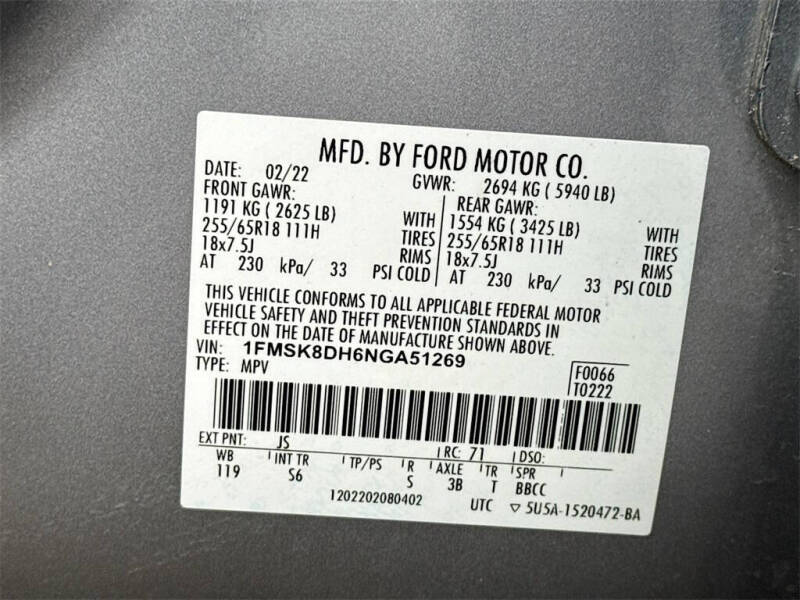 MFD. BY FORD MOTOR CO.
DATE: 02/22 GVWR: 2694 KG ( 5940 LB)
FRONT GAWR: REAR GAWR:
1191 KG ( 2625 LB) WITH 1554 KG ( 3425 LB) WITH
255/65R18 111H TIRES 255/65R18 111H TIRES
18x7.5J RIMS 18x7.5J RIMS
AT 230 kPa/ 33 PSI COLD AT 230 kPa/ 33 PSI COLD
THIS VEHICLE CONFORMS TO ALL APPLICABLE FEDERAL MOTOR
VEHICLE SAFETY AND THEFT PREVENTION STANDARDS IN
EFFECT ON THE DATE OF MANUFACTURE SHOWN ABOVE.
VIN: 1FMSK8DH6NGA51269
TYPE: MPV
F0066
T0222
EXT PNT: JS RC: 71 DSO:
WB INT TR TP/PS R AXLE TR SPR
119 S6 S 3B T BBCC
1202202080402 UTC ▽ 5U5A-1520472-BA